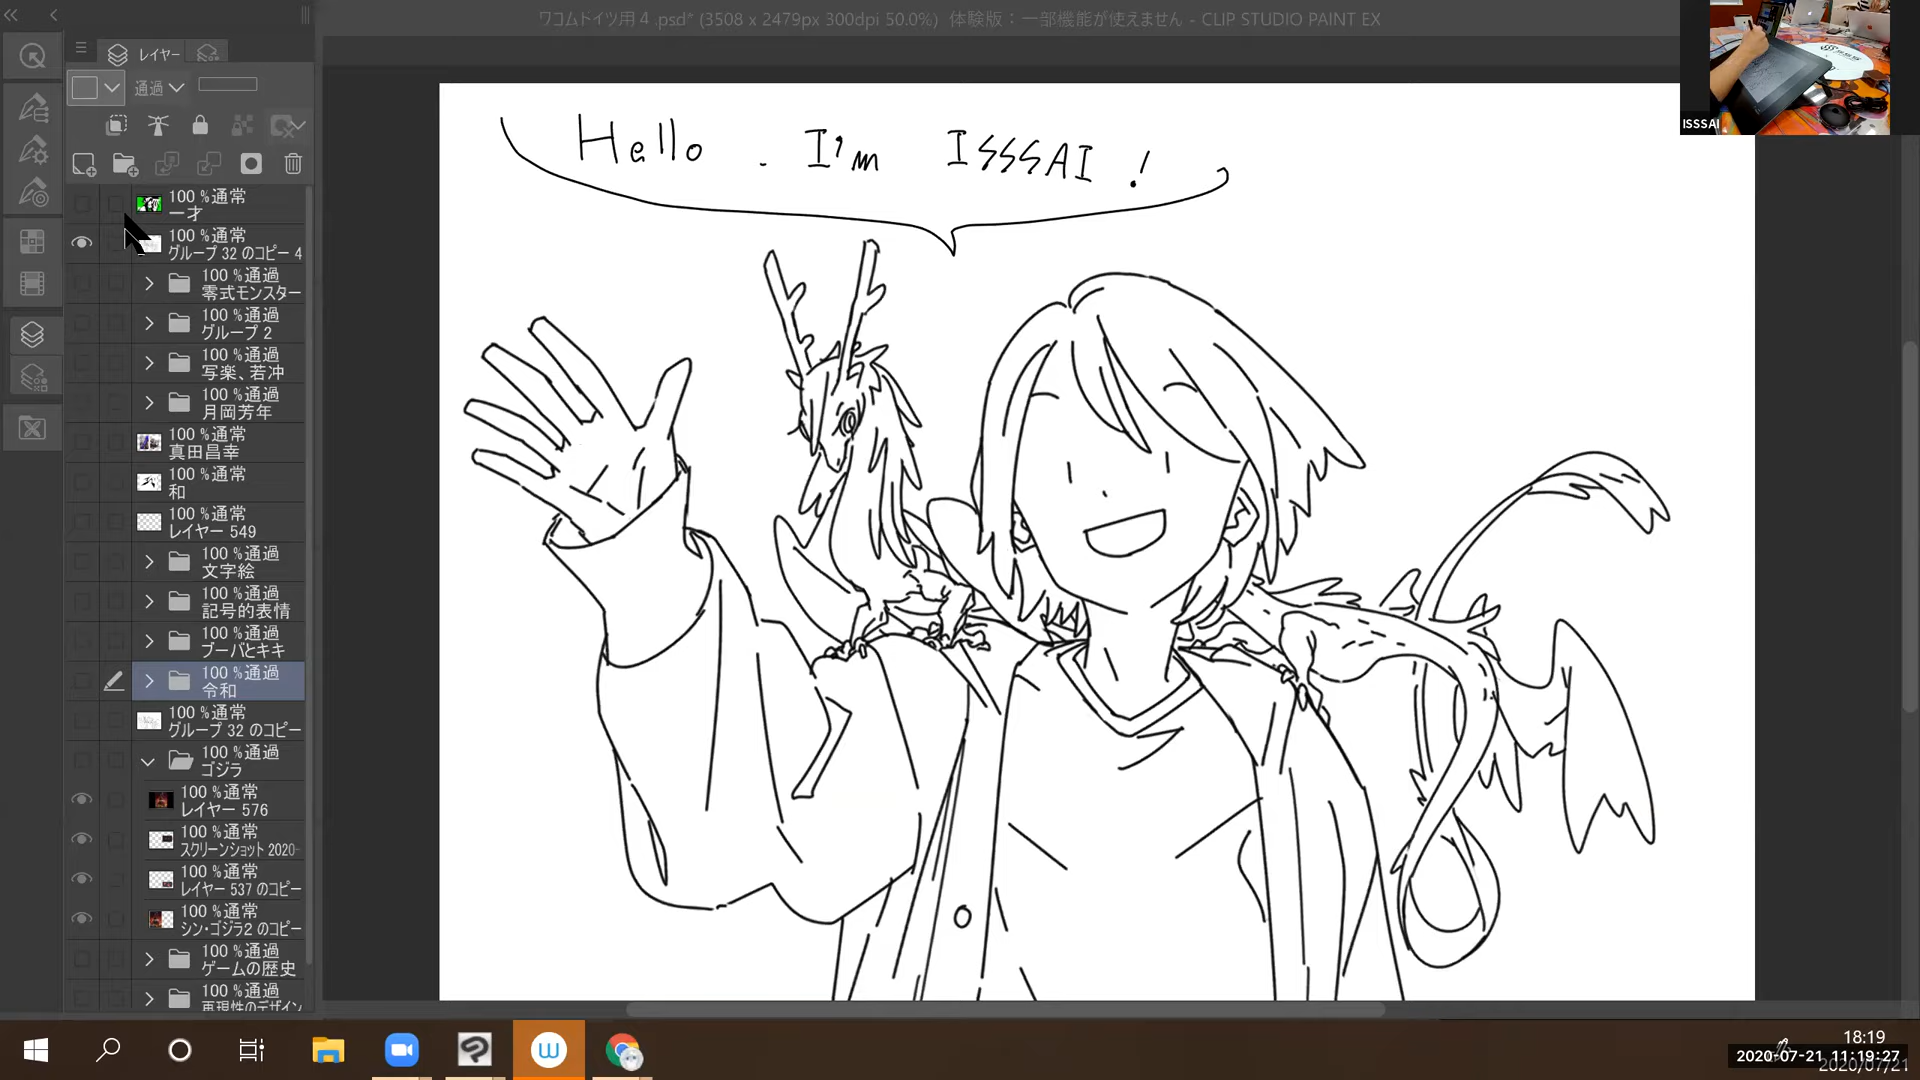 ワコムドイツ用４.psd* (3508 x 2479px 300dpi 50.0%)  体験版：一部機能が使えません - CLIP STUDIO PAINT EX
レイヤー
通過
Hello . I'm ISSSAI !
ISSSAI
100 %通常
一才
100 %通常
グループ 32 のコピー 4
100 %通過
零式モンスター
100 %通過
グループ 2
100 %通過
写楽、若冲
100 %通過
月岡芳年
100 %通常
真田昌幸
100 %通常
和
100 %通常
レイヤー 549
100 %通過
文字絵
100 %通過
記号的表情
100 %通過
ブーバとキキ
100 %通過
令和
100 %通常
グループ 32 のコピー
100 %通過
ゴジラ
100 %通常
レイヤー 576
100 %通常
スクリーンショット 2020-
100 %通常
レイヤー 537 のコピー
100 %通常
シン・ゴジラ2 のコピー
100 %通過
ゲームの歴史
100 %通過
再現性のデザイン
18:19
2020-07-21 11:19:27
2020/07/21